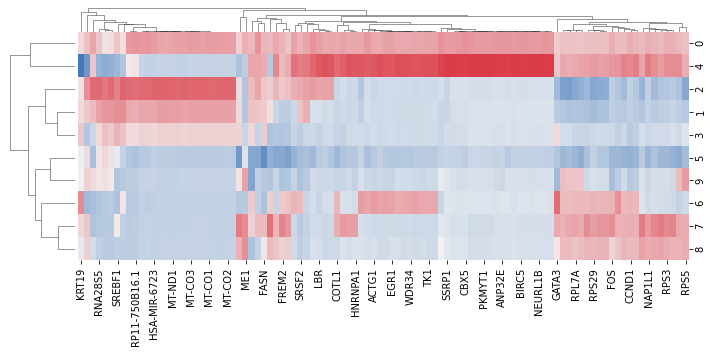 0
4
2
1
3
5
9
6
7
8
KRT19
RNA28S5
SREBF1
RP11-750B16.1
HSA-MIR-6723
MT-ND1
MT-CO3
MT-CO1
MT-CO2
ME1
FASN
FREM2
SRSF2
LBR
COTL1
HNRNPA1
ACTG1
EGR1
WDR34
TK1
SSRP1
CBX5
PKMYT1
ANP32E
BIRC5
NEURL1B
GATA3
RPL7A
RPS29
FOS
CCND1
NAP1L1
RPS3
RPS5